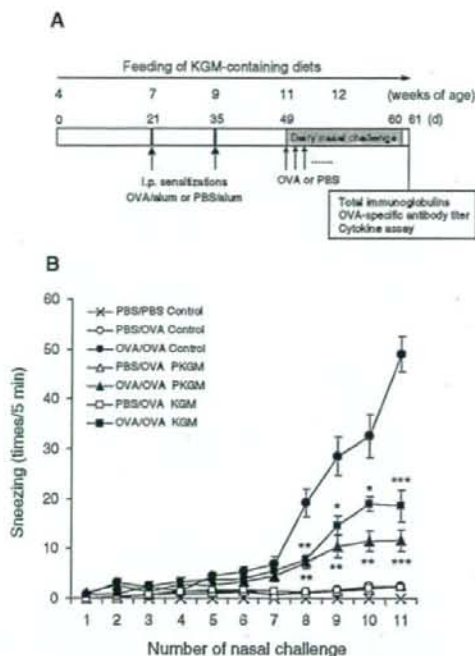 A
Feeding of KGM-containing diets
4 7 9 11 12 (weeks of age)
0 21 35 49 60 61 (d)
Daily nasal challenge
i.p. sensitizations
OVA/alum or PBS/alum
OVA or PBS
Total immunoglobulins
OVA-specific antibody titer
Cytokine assay
B
60
50
40
30
20
10
0
Sneezing (times/5 min)
PBS/PBS Control
PBS/OVA Control
OVA/OVA Control
PBS/OVA PKGM
OVA/OVA PKGM
PBS/OVA KGM
OVA/OVA KGM
** * * ***
** ** ** ***
1 2 3 4 5 6 7 8 9 10 11
Number of nasal challenge